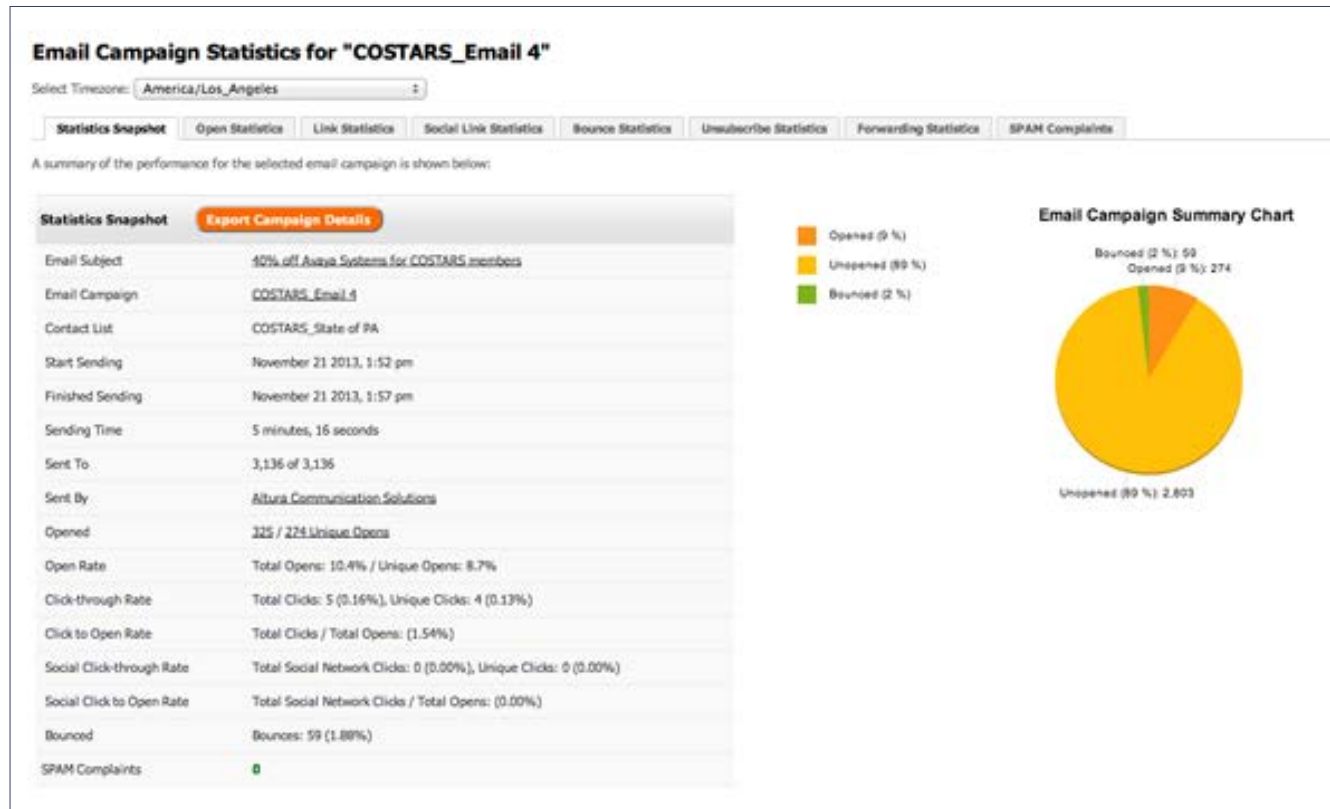 Email Campaign Statistics for "COSTARS_Email 4"
Select Timezone: America/Los_Angeles
Statistics Snapshot Open Statistics Link Statistics Social Link Statistics Bounce Statistics Unsubscribe Statistics Forwarding Statistics SPAM Complaints
A summary of the performance for the selected email campaign is shown below:
Statistics Snapshot Export Campaign Details
Email Subject 40% off Avaya Systems for COSTARS members
Email Campaign COSTARS_Email 4
Contact List COSTARS_State of PA
Start Sending November 21 2013, 1:52 pm
Finished Sending November 21 2013, 1:57 pm
Sending Time 5 minutes, 16 seconds
Sent To 3,136 of 3,136
Sent By Altura Communication Solutions
Opened 325 / 274 Unique Opens
Open Rate Total Opens: 10.4% / Unique Opens: 8.7%
Click-through Rate Total Clicks: 5 (0.16%), Unique Clicks: 4 (0.13%)
Click to Open Rate Total Clicks / Total Opens: (1.54%)
Social Click-through Rate Total Social Network Clicks: 0 (0.00%), Unique Clicks: 0 (0.00%)
Social Click to Open Rate Total Social Network Clicks / Total Opens: (0.00%)
Bounced Bounces: 59 (1.88%)
SPAM Complaints 0
Opened (9 %)
Unopened (89 %)
Bounced (2 %)
Email Campaign Summary Chart
Bounced (2 %): 59
Opened (9 %): 274
Unopened (89 %): 2,803